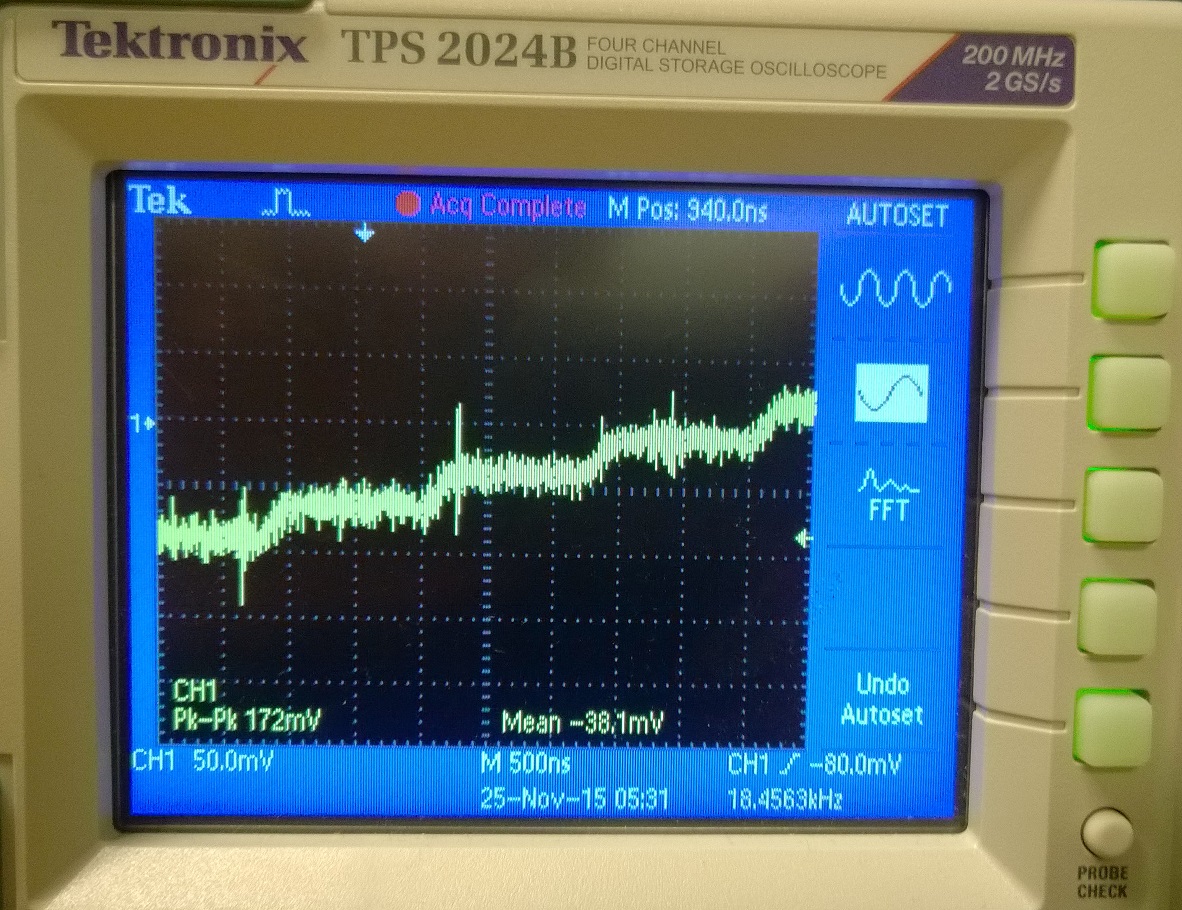 Tektronix TPS 2024B FOUR CHANNEL
DIGITAL STORAGE OSCILLOSCOPE
200 MHz
2 GS/s
Tek Acq Complete M Pos: 940.0ns AUTOSET
1
FFT
CH1
Pk-Pk 172mV Mean -38.1mV
Undo
Autoset
CH1 50.0mV M 500ns CH1 -80.0mV
25-Nov-15 05:31 18.4563kHz
PROBE
CHECK